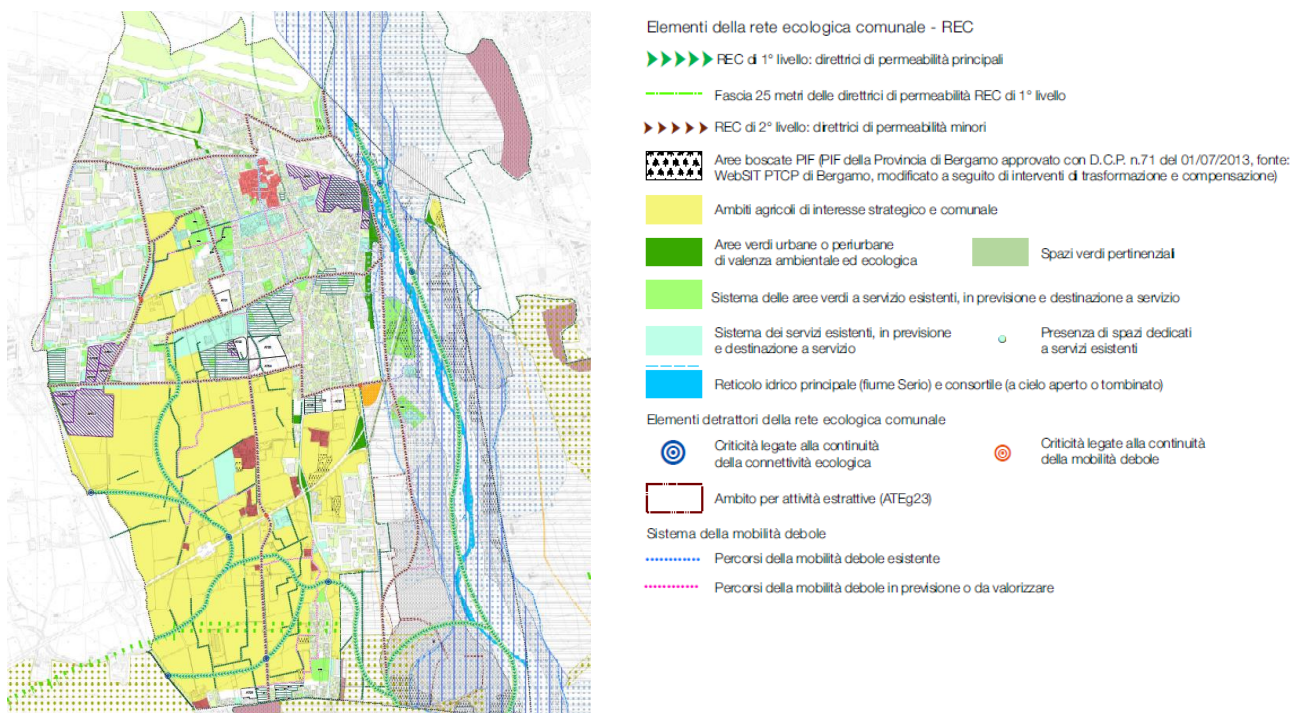 Elementi della rete ecologica comunale - REC
REC di 1° livello: direttrici di permeabilità principali
Fascia 25 metri delle direttrici di permeabilità REC di 1° livello
REC di 2° livello: direttrici di permeabilità minori
Aree boscate PIF (PIF della Provincia di Bergamo approvato con D.C.P. n.71 del 01/07/2013, fonte:
WebSIT PTCP di Bergamo, modificato a seguito di interventi di trasformazione e compensazione)
Ambiti agricoli di interesse strategico e comunale
Aree verdi urbane o periurbane
di valenza ambientale ed ecologica
Spazi verdi pertinenziali
Sistema delle aree verdi a servizio esistenti, in previsione e destinazione a servizio
Sistema dei servizi esistenti, in previsione
e destinazione a servizio
Presenza di spazi dedicati
a servizi esistenti
Reticolo idrico principale (fiume Serio) e consortile (a cielo aperto o tombinato)
Elementi detrattori della rete ecologica comunale
Criticità legate alla continuità
della connettività ecologica
Criticità legate alla continuità
della mobilità debole
Ambito per attività estrattive (ATEg23)
Sistema della mobilità debole
Percorsi della mobilità debole esistente
Percorsi della mobilità debole in previsione o da valorizzare